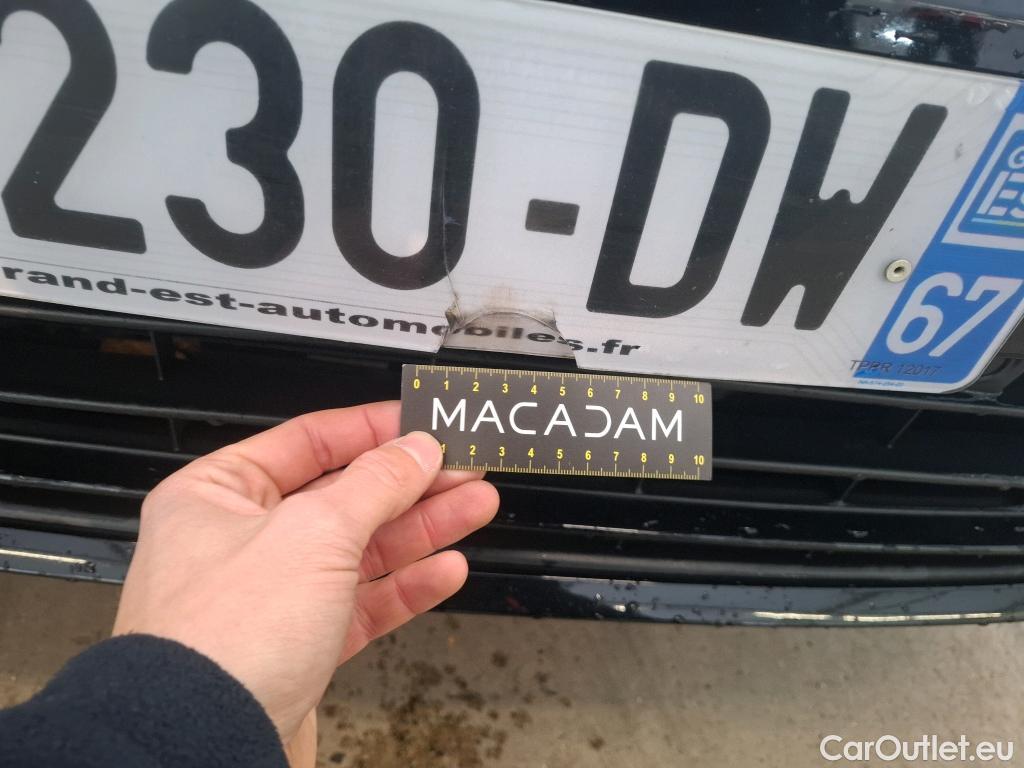 230-DW
rand-est-automobiles.fr
67
TPPR 12017
0 1 2 3 4 5 6 7 8 9 10
MACADAM
1 2 3 4 5 6 7 8 9 10
CarOutlet.eu